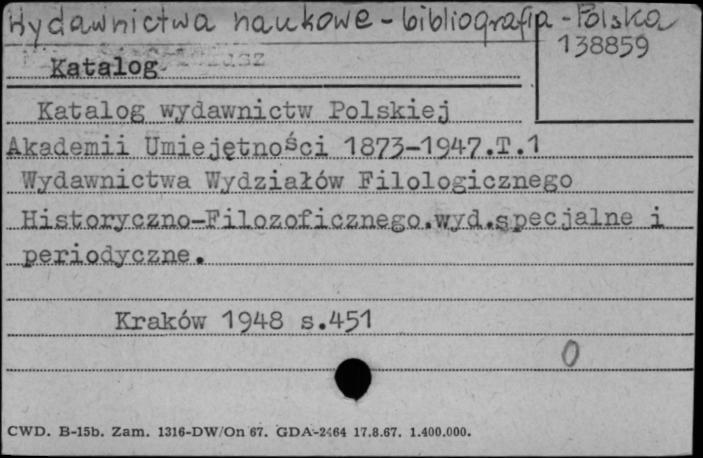 Wydawnictwa naukowe - bibliografia - Polska
138859
Katalog
Katalog wydawnictw Polskiej
Akademii Umiejętności 1873-1947.T.1
Wydawnictwa Wydziałów Filologicznego
Historyczno-Filozoficznego.wyd.specjalne i
periodyczne.
Kraków 1948 s.451
0
CWD. B-15b. Zam. 1316-DW/On 67. GDA-2464 17.8.67. 1.400.000.